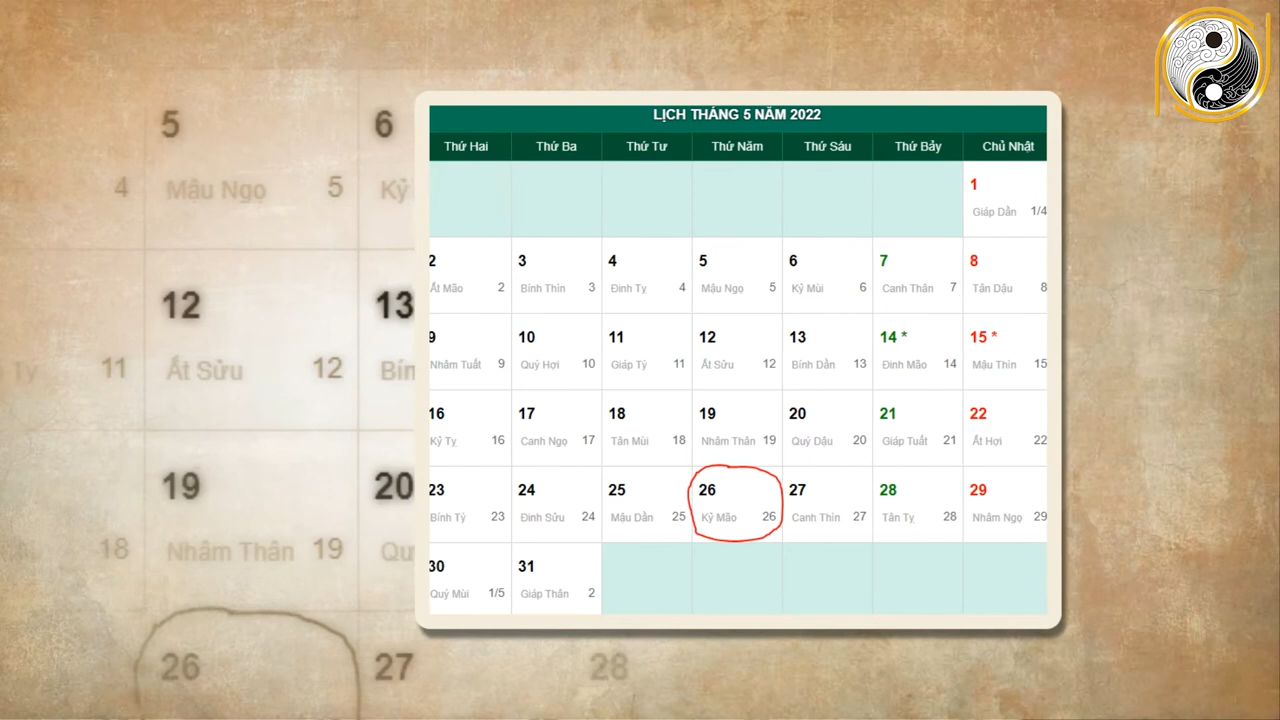 LỊCH THÁNG 5 NĂM 2022
Thứ Hai Thứ Ba Thứ Tư Thứ Năm Thứ Sáu Thứ Bảy Chủ Nhật
1
Giáp Dần 1/4
2 3 4 5 6 7 8
Ất Mão 2 Bính Thìn 3 Đinh Tỵ 4 Mậu Ngọ 5 Kỷ Mùi 6 Canh Thân 7 Tân Dậu 8
9 10 11 12 13 14 * 15 *
Nhâm Tuất 9 Quý Hợi 10 Giáp Tý 11 Ất Sửu 12 Bính Dần 13 Đinh Mão 14 Mậu Thìn 15
16 17 18 19 20 21 22
Kỷ Tỵ 16 Canh Ngọ 17 Tân Mùi 18 Nhâm Thân 19 Quý Dậu 20 Giáp Tuất 21 Ất Hợi 22
23 24 25 26 27 28 29
Bính Tý 23 Đinh Sửu 24 Mậu Dần 25 Kỷ Mão 26 Canh Thìn 27 Tân Tỵ 28 Nhâm Ngọ 29
30 31
Quý Mùi 1/5 Giáp Thân 2
5 6
4 Mậu Ngọ 5 Kỷ
12 13
Tý 11 Ất Sửu 12 Bín
19 20
18 Nhâm Thân 19 Qu
26 27 28